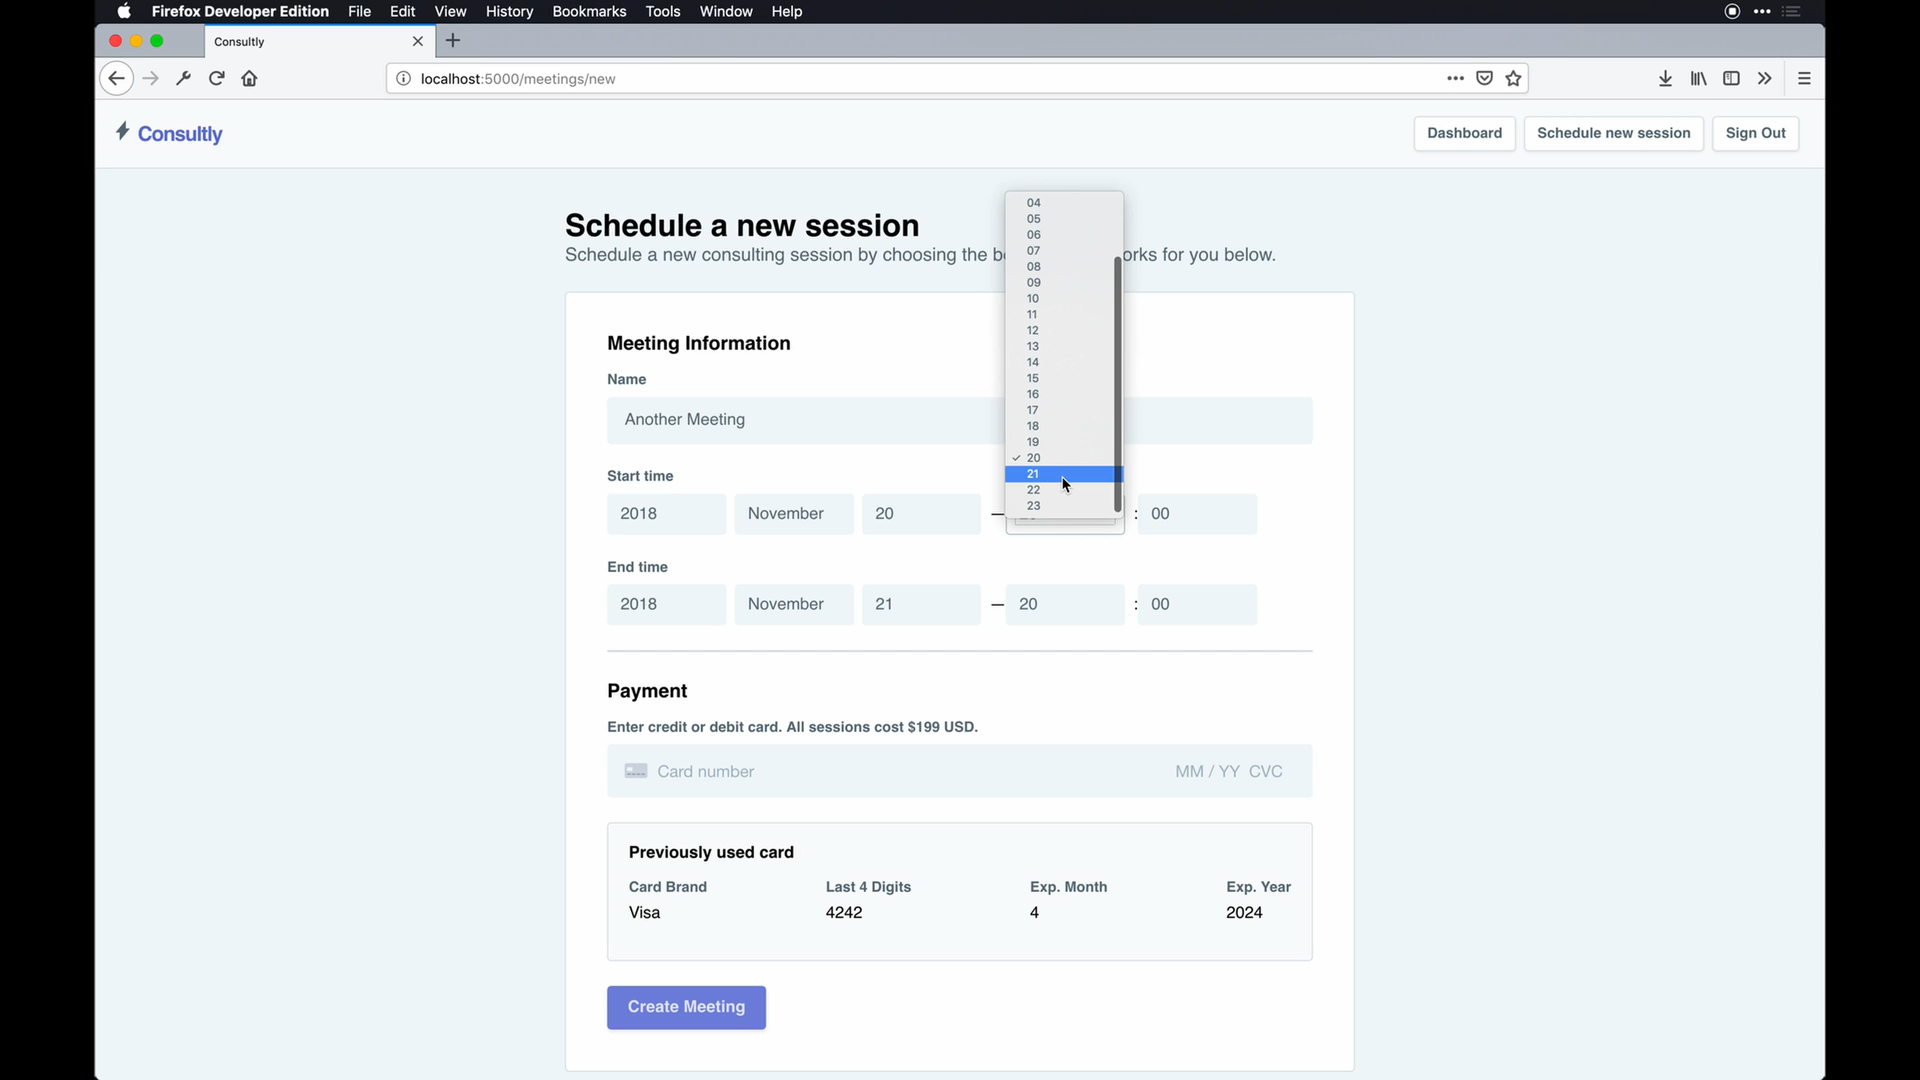 Firefox Developer Edition File Edit View History Bookmarks Tools Window Help
Consultly
localhost:5000/meetings/new
Consultly
Dashboard Schedule new session Sign Out
Schedule a new session
Schedule a new consulting session by choosing the orks for you below.
04
05
06
07
08
09
10
11
12
13
14
15
16
17
18
19
✓ 20
21
22
23
Meeting Information
Name
Another Meeting
Start time
2018 November 20 — : 00
End time
2018 November 21 — 20 : 00
Payment
Enter credit or debit card. All sessions cost $199 USD.
Card number MM / YY CVC
Previously used card
Card Brand Last 4 Digits Exp. Month Exp. Year
Visa 4242 4 2024
Create Meeting